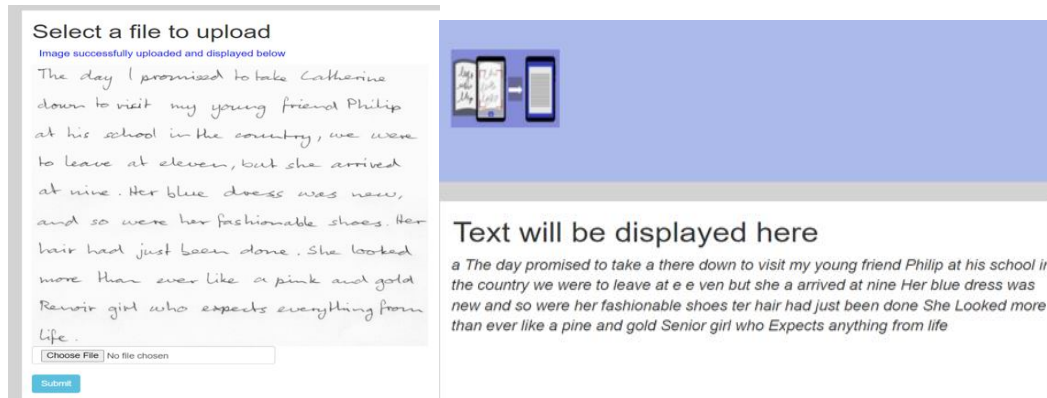 Select a file to upload
Image successfully uploaded and displayed below
The day I promised to take Catherine
down to visit my young friend Philip
at his school in the country, we were
to leave at eleven, but she arrived
at nine. Her blue dress was new,
and so were her fashionable shoes. Her
hair had just been done. She looked
more than ever like a pink and gold
Renoir girl who expects everything from
life.
Choose File No file chosen
Submit
Text will be displayed here
a The day promised to take a there down to visit my young friend Philip at his school in
the country we were to leave at e e ven but she a arrived at nine Her blue dress was
new and so were her fashionable shoes ter hair had just been done She Looked more
than ever like a pine and gold Senior girl who Expects anything from life